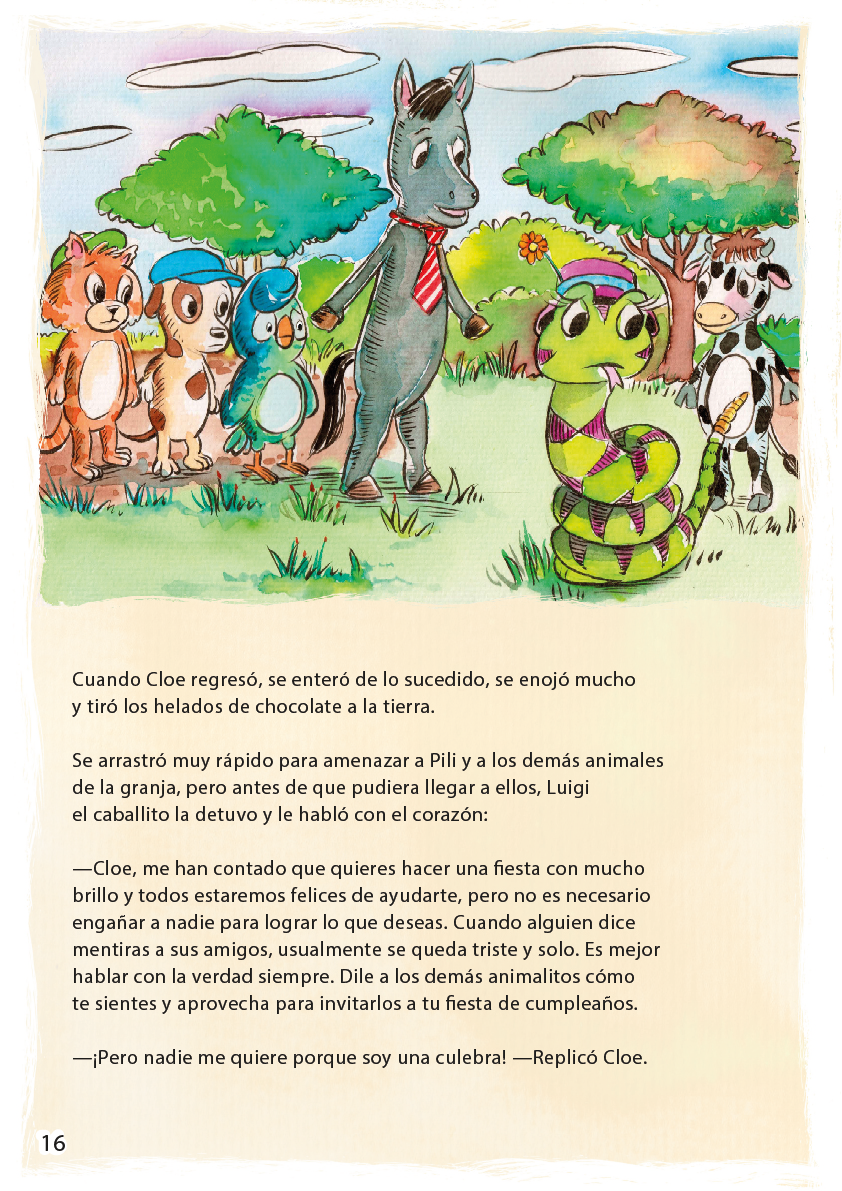 Cuando Cloe regresó, se enteró de lo sucedido, se enojó mucho
y tiró los helados de chocolate a la tierra.
Se arrastró muy rápido para amenazar a Pili y a los demás animales
de la granja, pero antes de que pudiera llegar a ellos, Luigi
el caballito la detuvo y le habló con el corazón:
—Cloe, me han contado que quieres hacer una fiesta con mucho
brillo y todos estaremos felices de ayudarte, pero no es necesario
engañar a nadie para lograr lo que deseas. Cuando alguien dice
mentiras a sus amigos, usualmente se queda triste y solo. Es mejor
hablar con la verdad siempre. Dile a los demás animalitos cómo
te sientes y aprovecha para invitarlos a tu fiesta de cumpleaños.
—¡Pero nadie me quiere porque soy una culebra! —Replicó Cloe.
16